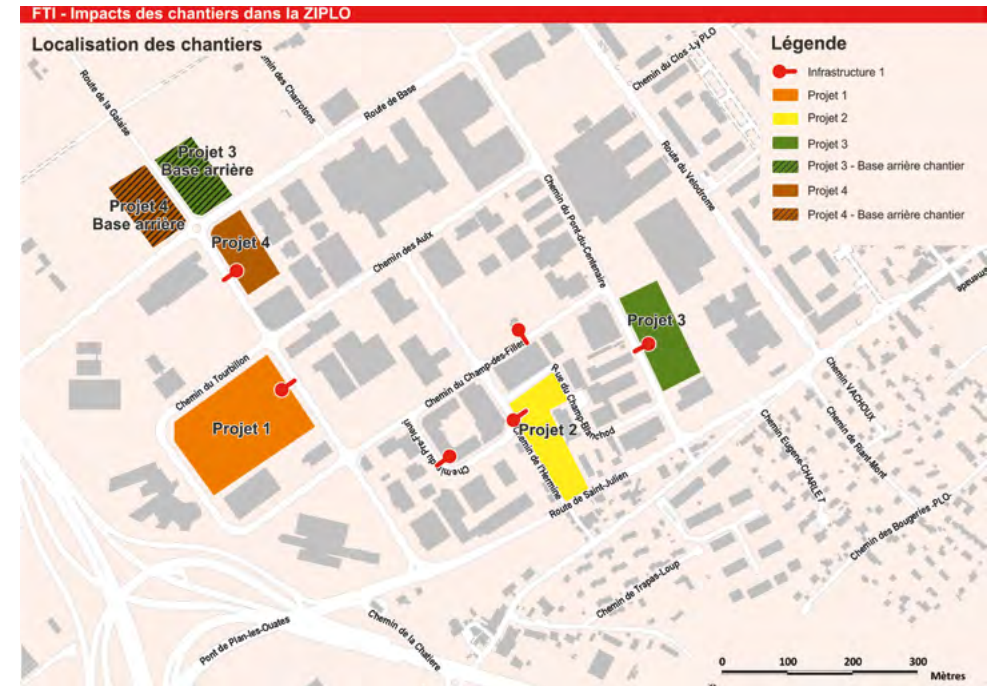 FTI - Impacts des chantiers dans la ZIPLO
Localisation des chantiers
Légende
Infrastructure 1
Projet 1
Projet 2
Projet 3
Projet 3 - Base arrière chantier
Projet 4
Projet 4 - Base arrière chantier
Chemin du Clos -Ly PLO
Chemin des Charrotons
Route de la Galaise
Route de Base
Route du Velodrome
Projet 3
Base arrière
Projet 4
Base arrière
Projet 4
Chemin des Aulx
Chemin du Pont-du-Centenaire
Projet 3
Chemin du Tourbillon
Chemin du Champ-des-Filles
Rue du Champ-Blanchod
Projet 1
Projet 2
Chemin de l'Hermine
Route de Saint-Julien
Chemin VACHOUX
Chemin de Riant-Mont
Chemin Eugene-CHARLET
Chemin des Bougeries -PLO-
Chemin de Trapas-Loup
Chemin de la Chatière
Pont de Plan-les-Ouates
0 100 200 300
Mètres